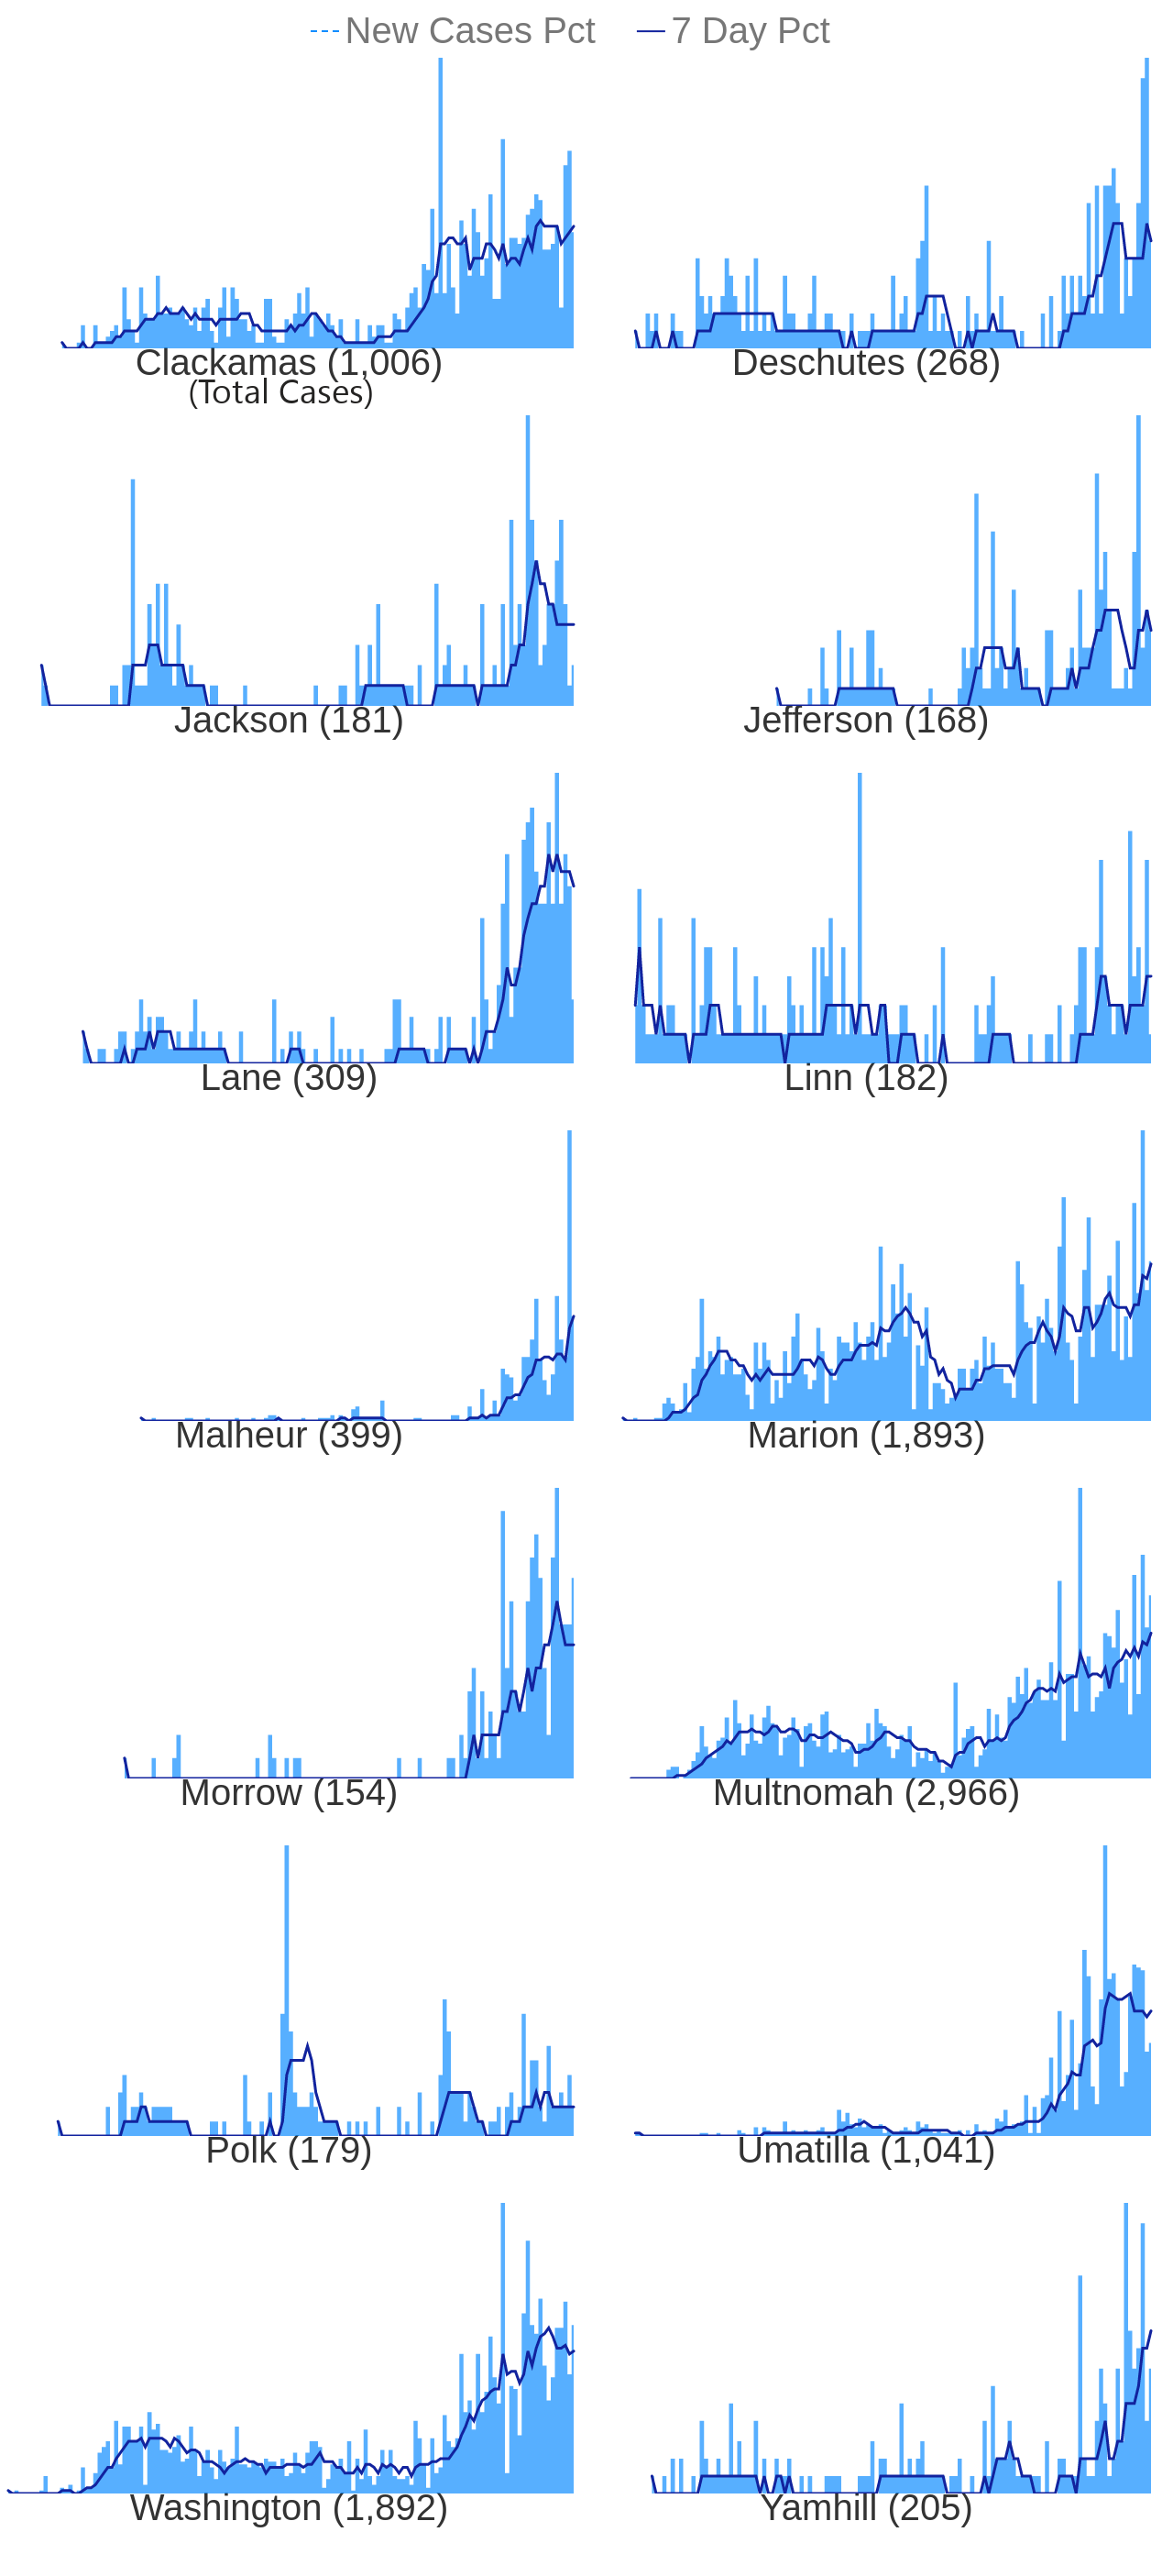 New Cases Pct 7 Day Pct
Clackamas (1,006) Deschutes (268)
(Total Cases)
Jackson (181) Jefferson (168)
Lane (309) Linn (182)
Malheur (399) Marion (1,893)
Morrow (154) Multnomah (2,966)
Polk (179) Umatilla (1,041)
Washington (1,892) Yamhill (205)